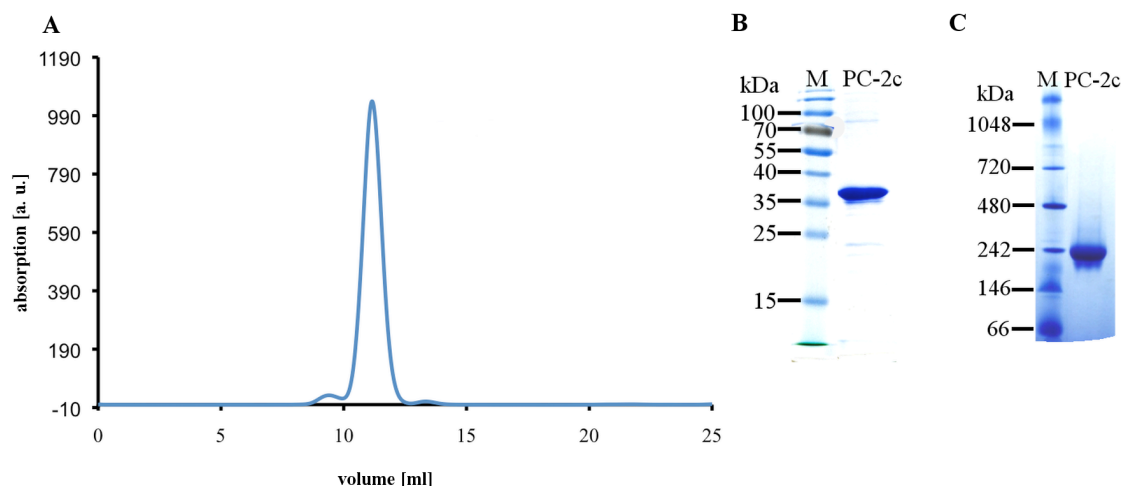 A
1190
990
790
590
390
190
-10
absorption [a. u.]
0 5 10 15 20 25
volume [ml]
B
kDa M PC-2c
100
70
55
40
35
25
15
C
M PC-2c
kDa
1048
720
480
242
146
66